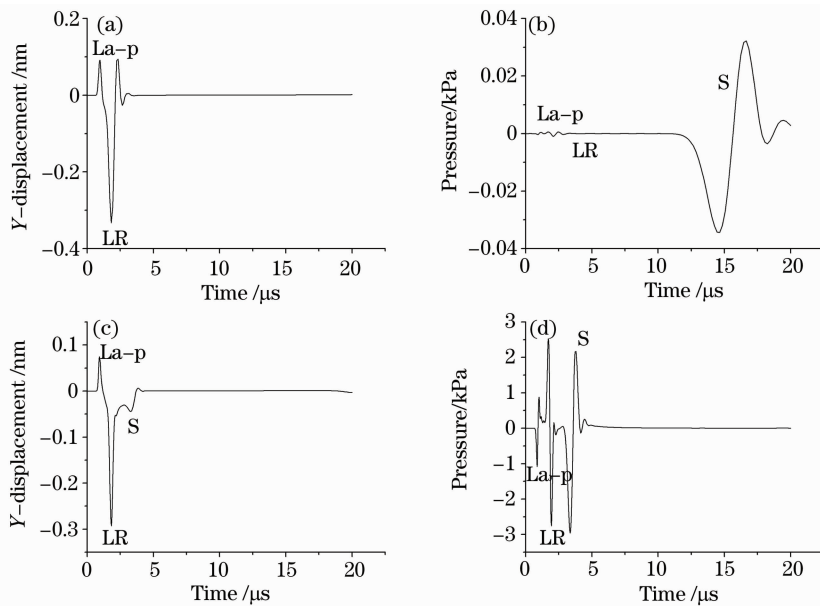 (a)
0.2
0
−0.2
−0.4
Y-displacement /nm
La-p
LR
0 5 10 15 20
Time /μs
(b)
0.04
0.02
0
−0.02
−0.04
Pressure/kPa
La-p
LR
S
0 5 10 15 20
Time /μs
(c)
0.1
0
−0.1
−0.2
−0.3
Y-displacement /nm
La-p
S
LR
0 5 10 15 20
Time /μs
(d)
3
2
1
0
−1
−2
−3
Pressure/kPa
S
La-p
LR
0 5 10 15 20
Time /μs